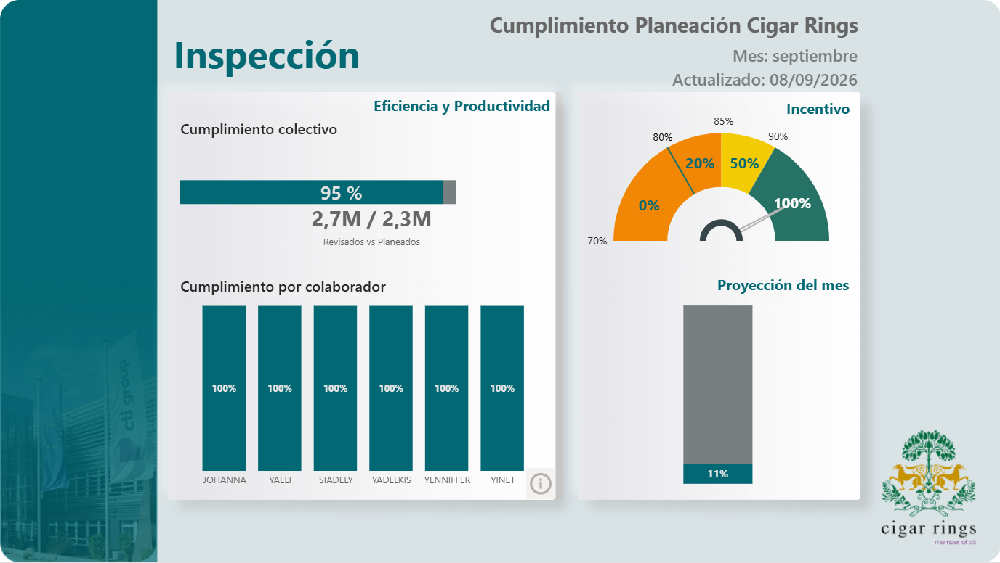 Cumplimiento Planeación Cigar Rings
Inspección
Mes: septiembre
Actualizado: 08/09/2026
Eficiencia y Productividad
Cumplimiento colectivo
95 %
2,7M / 2,3M
Revisados vs Planeados
Cumplimiento por colaborador
100% 100% 100% 100% 100% 100%
JOHANNA YAELI SIADELY YADELKIS YENNIFFER YINET
Incentivo
85%
80% 90%
20% 50%
0% 100%
70%
Proyección del mes
11%
cti group
cigar rings
member of cti